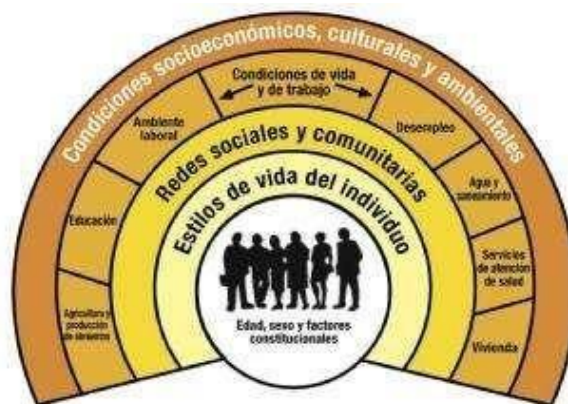 Condiciones socioeconómicos, culturales y ambientales
Condiciones de vida
y de trabajo
Ambiente
laboral
Desempleo
Educación
Agua y
saneamiento
Agricultura y
producción
de alimentos
Servicios
de atención
de salud
Vivienda
Redes sociales y comunitarias
Estilos de vida del individuo
Edad, sexo y factores
constitucionales